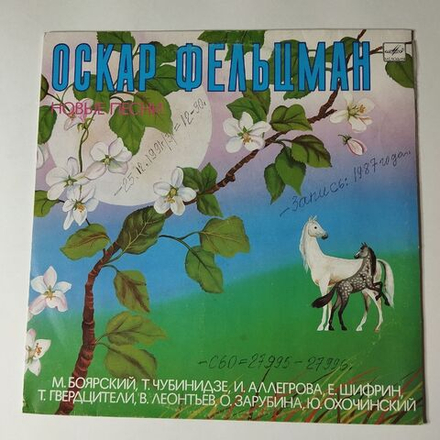 ОСКАР ФЕЛЬЦМАН
НОВЫЕ ПЕСНИ
– Запись: 1987 года.
М. БОЯРСКИЙ, Т. ЧУБИНИДЗЕ, И. АЛЛЕГРОВА, Е. ШИФРИН,
Т. ГВЕРДЦИТЕЛИ, В. ЛЕОНТЬЕВ, О. ЗАРУБИНА, Ю. ОХОЧИНСКИЙ